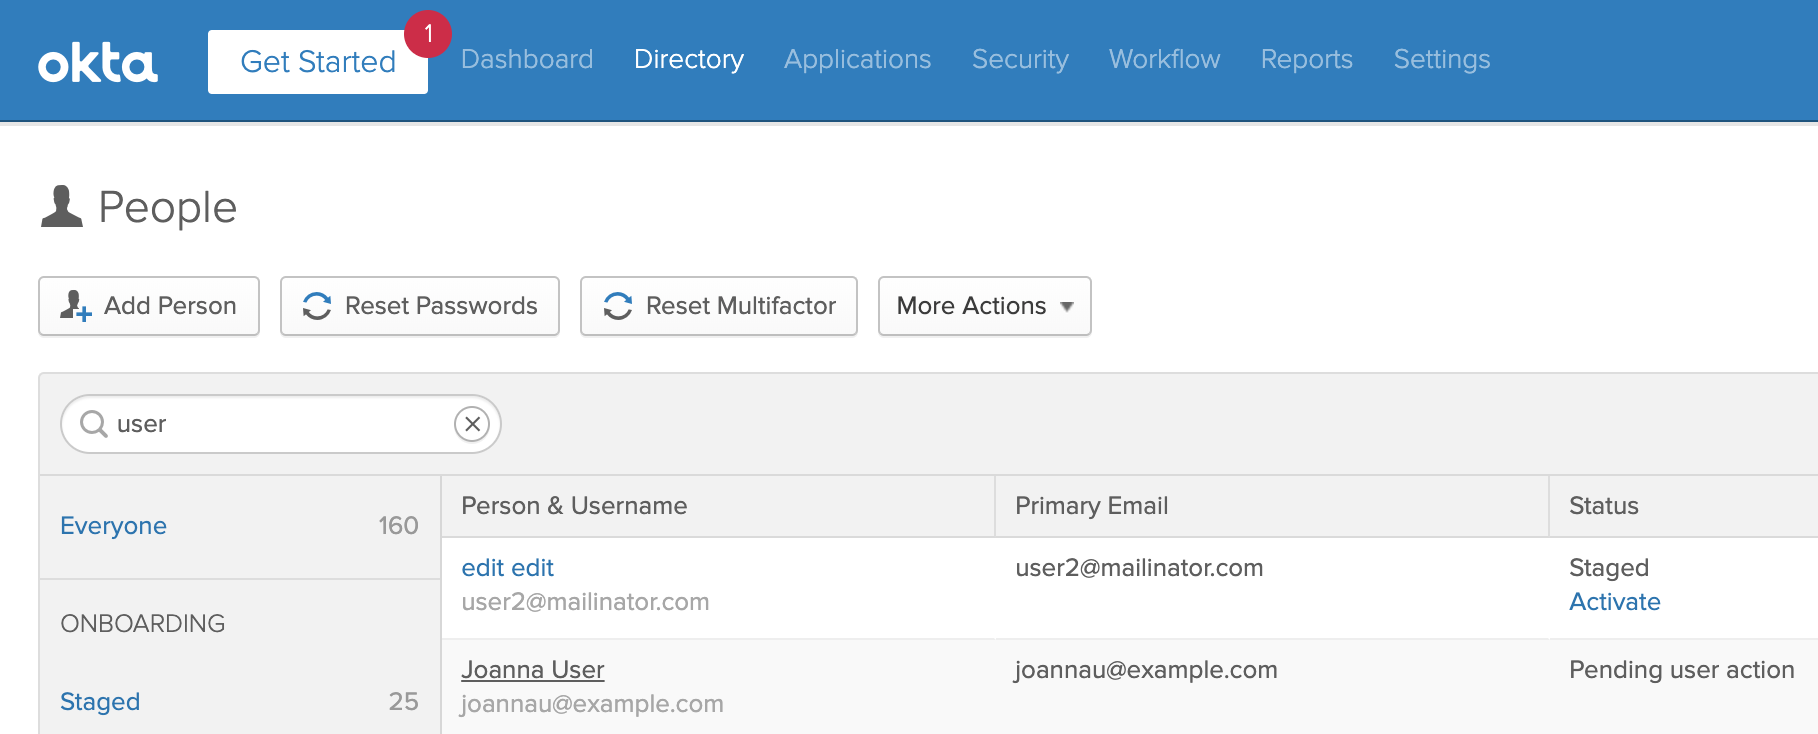 okta
Get Started
1
Dashboard
Directory
Applications
Security
Workflow
Reports
Settings
People
Add Person
Reset Passwords
Reset Multifactor
More Actions
user
Everyone 160
ONBOARDING
Staged 25
Person & Username Primary Email Status
edit edit user2@mailinator.com Staged
user2@mailinator.com Activate
Joanna User joannau@example.com Pending user action
joannau@example.com